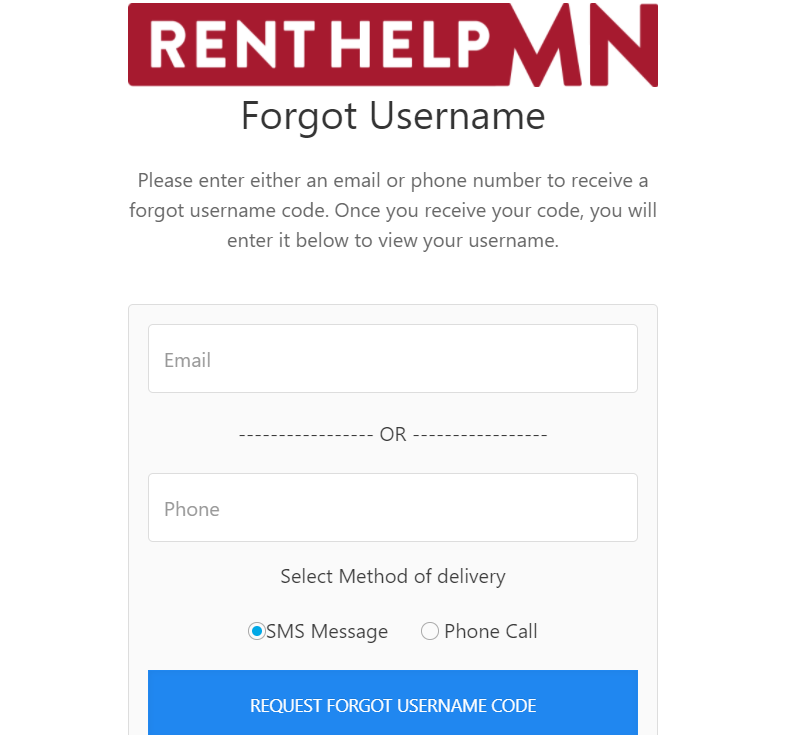 RENT HELP MN
Forgot Username
Please enter either an email or phone number to receive a
forgot username code. Once you receive your code, you will
enter it below to view your username.
Email
----------------- OR -----------------
Phone
Select Method of delivery
SMS Message Phone Call
REQUEST FORGOT USERNAME CODE